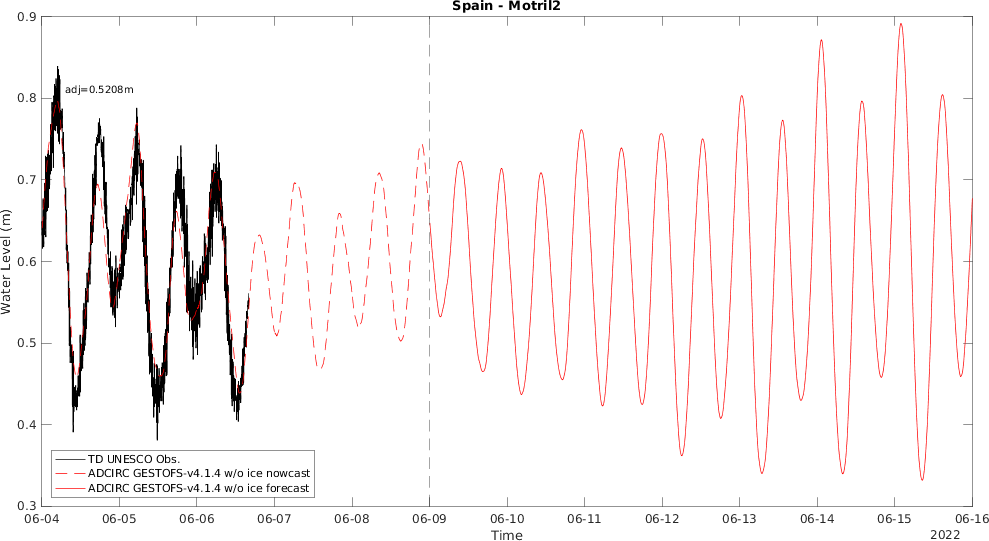 Spain - Motril2
Water Level (m)
0.9
0.8
0.7
0.6
0.5
0.4
0.3
adj=0.5208m
TD UNESCO Obs.
ADCIRC GESTOFS-v4.1.4 w/o ice nowcast
ADCIRC GESTOFS-v4.1.4 w/o ice forecast
06-04 06-05 06-06 06-07 06-08 06-09 06-10 06-11 06-12 06-13 06-14 06-15 06-16
Time
2022